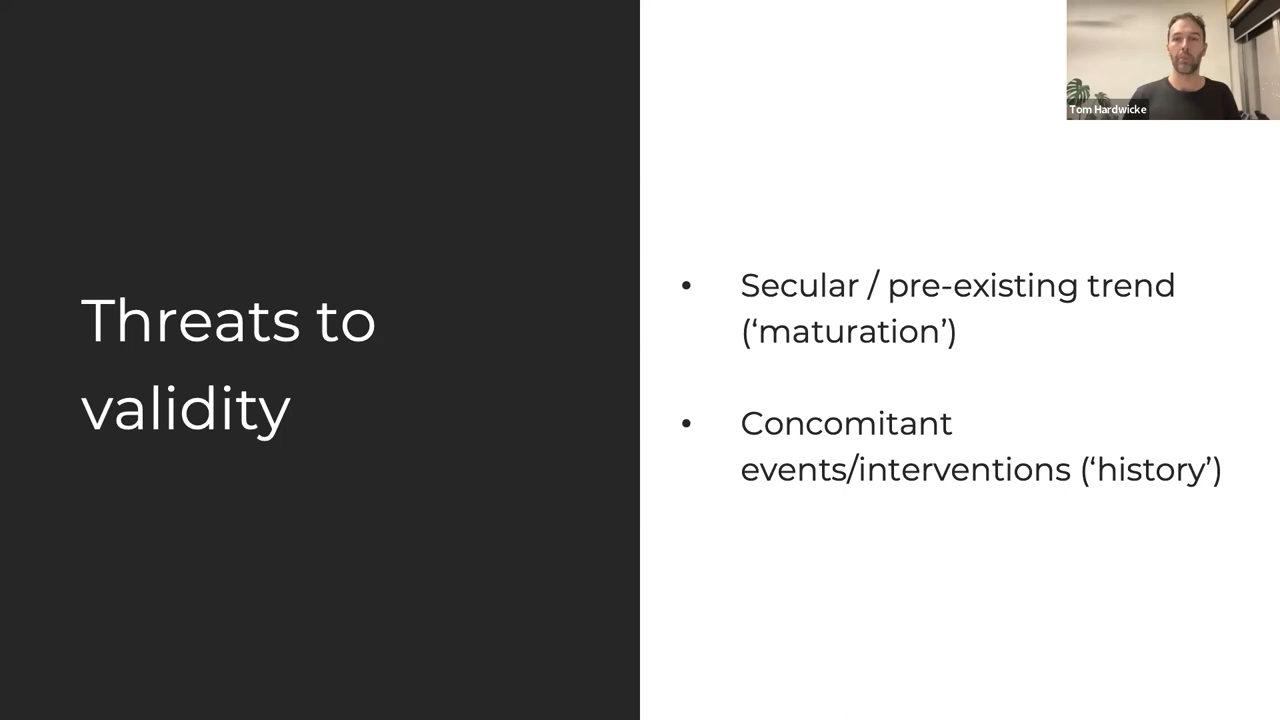 Tom Hardwicke
Threats to
validity
• Secular / pre-existing trend
(‘maturation’)
• Concomitant
events/interventions (‘history’)